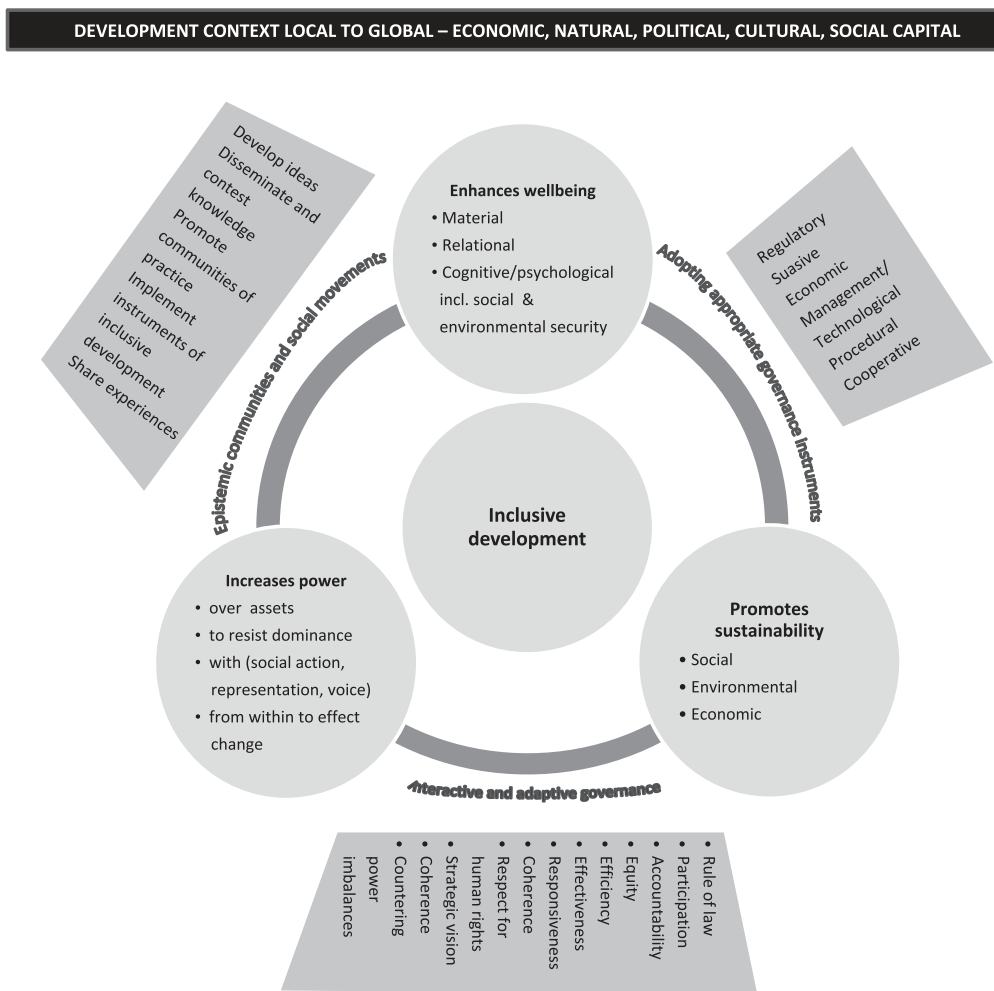 DEVELOPMENT CONTEXT LOCAL TO GLOBAL – ECONOMIC, NATURAL, POLITICAL, CULTURAL, SOCIAL CAPITAL
Develop ideas
Disseminate and
contest
knowledge
Promote
communities of
practice
Implement
instruments of
inclusive
development
Share experiences
Epistemic communities and social movements
Enhances wellbeing
• Material
• Relational
• Cognitive/psychological
incl. social &
environmental security
Adopting appropriate governance instruments
Regulatory
Suasive
Economic
Management/
Technological
Procedural
Cooperative
Inclusive
development
Increases power
• over assets
• to resist dominance
• with (social action,
representation, voice)
• from within to effect
change
Promotes
sustainability
• Social
• Environmental
• Economic
Interactive and adaptive governance
• Rule of law
• Participation
• Accountability
• Equity
• Efficiency
• Effectiveness
• Responsiveness
• Coherence
• Respect for
human rights
• Strategic vision
• Coherence
• Countering
power
imbalances